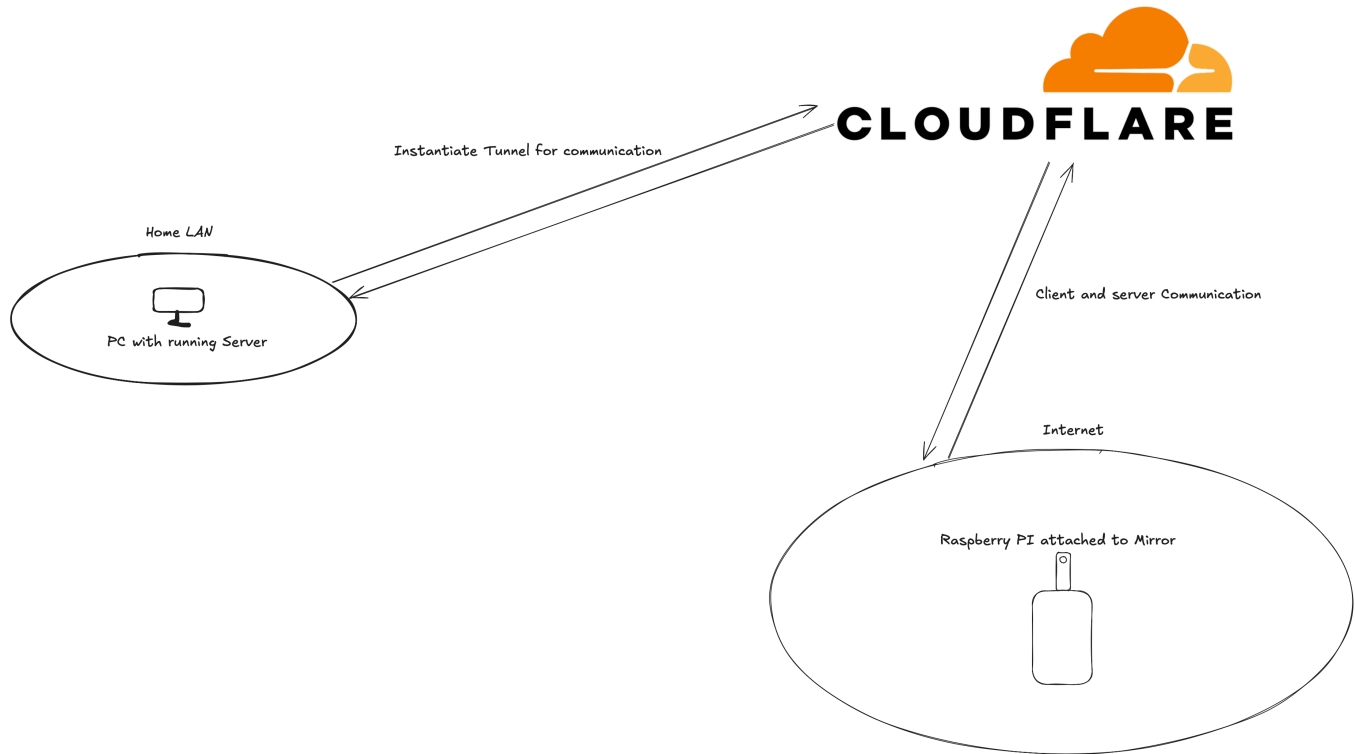 CLOUDFLARE
Instantiate Tunnel for communication
Home LAN
PC with running Server
Client and server Communication
Internet
Raspberry PI attached to Mirror